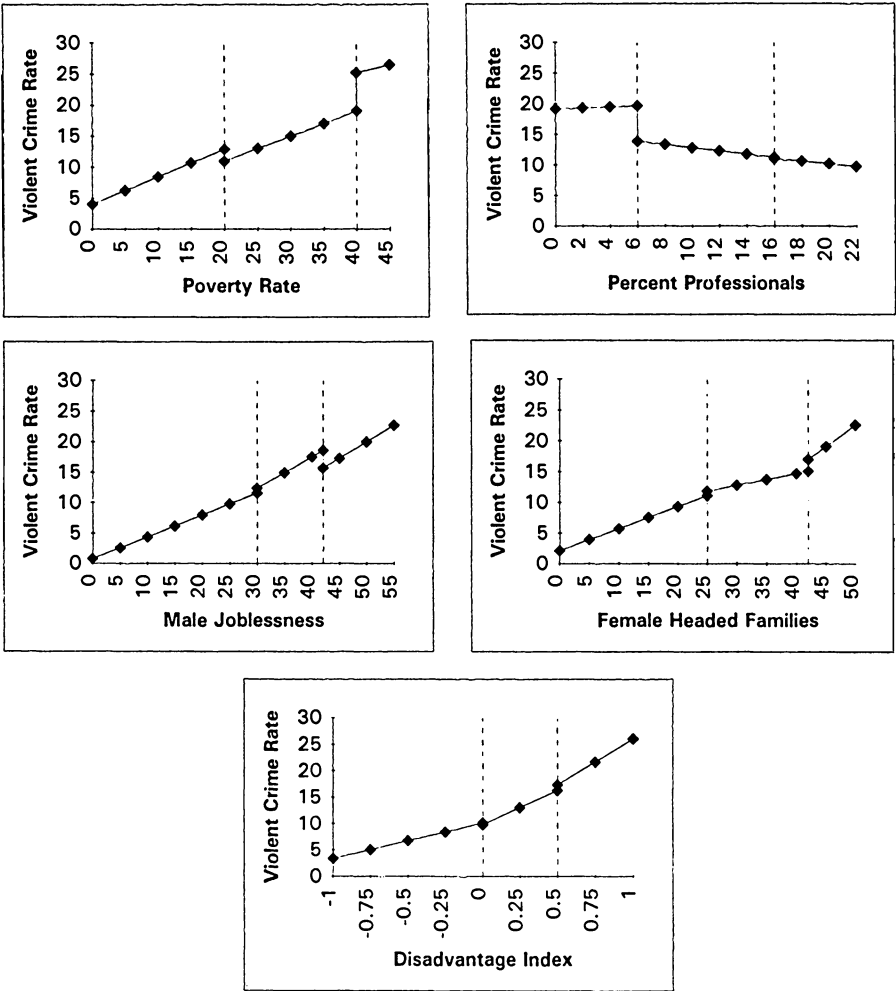 Violent Crime Rate
30
25
20
15
10
5
0
0 5 10 15 20 25 30 35 40 45
Poverty Rate
Violent Crime Rate
30
25
20
15
10
5
0
0 2 4 6 8 10 12 14 16 18 20 22
Percent Professionals
Violent Crime Rate
30
25
20
15
10
5
0
0 5 10 15 20 25 30 35 40 45 50 55
Male Joblessness
Violent Crime Rate
30
25
20
15
10
5
0
0 5 10 15 20 25 30 35 40 45 50
Female Headed Families
Violent Crime Rate
30
25
20
15
10
5
0
-1 -0.75 -0.5 -0.25 0 0.25 0.5 0.75 1
Disadvantage Index